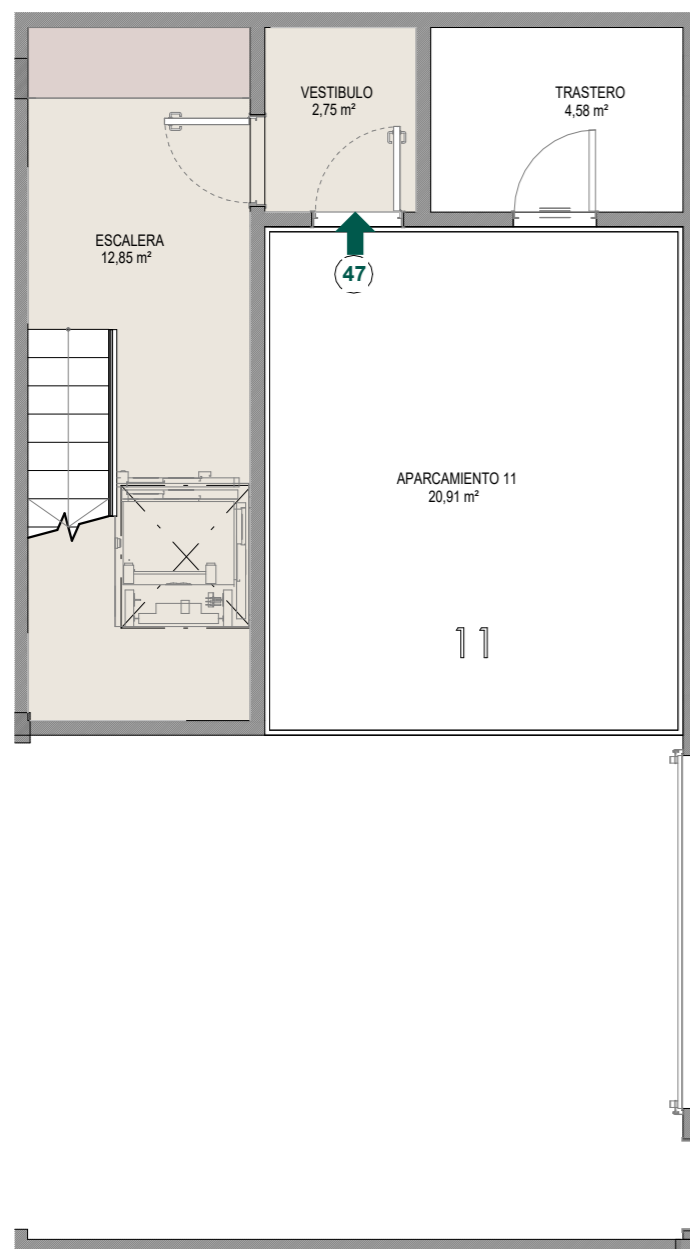 VESTIBULO
2,75 m²
TRASTERO
4,58 m²
ESCALERA
12,85 m²
47
APARCAMIENTO 11
20,91 m²
11